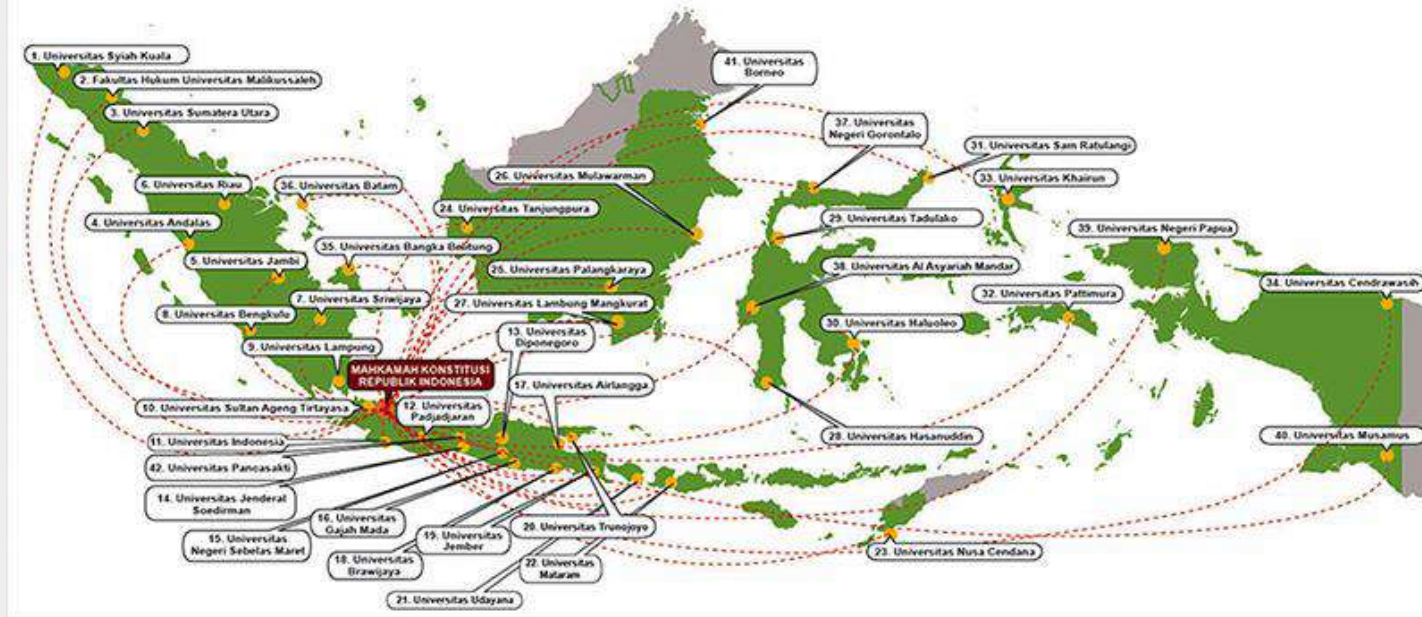 1. Universitas Syiah Kuala
2. Fakultas Hukum Universitas Malikussaleh
3. Universitas Sumatera Utara
41. Universitas
Borneo
37. Universitas
Negeri Gorontalo
31. Universitas Sam Ratulangi
6. Universitas Riau
36. Universitas Batam
26. Universitas Mulawarman
33. Universitas Khairun
4. Universitas Andalas
24. Universitas Tanjungpura
29. Universitas Tadulako
39. Universitas Negeri Papua
35. Universitas Bangka Belitung
5. Universitas Jambi
25. Universitas Palangkaraya
38. Universitas Al Asyariah Mandar
34. Universitas Cendrawasih
7. Universitas Sriwijaya
27. Universitas Lambung Mangkurat
32. Universitas Pattimura
8. Universitas Bengkulu
13. Universitas
Diponegoro
30. Universitas Haluoleo
9. Universitas Lampung
MAHKAMAH KONSTITUSI
REPUBLIK INDONESIA
17. Universitas Airlangga
10. Universitas Sultan Ageng Tirtayasa
12. Universitas
Padjadjaran
11. Universitas Indonesia
28. Universitas Hasanuddin
40. Universitas Musamus
42. Universitas Pancasakti
14. Universitas Jenderal
Soedirman
16. Universitas
Gajah Mada
20. Universitas Trunojoyo
15. Universitas
Negeri Sebelas Maret
19. Universitas
Jember
23. Universitas Nusa Cendana
18. Universitas
Brawijaya
22. Universitas
Mataram
21. Universitas Udayana